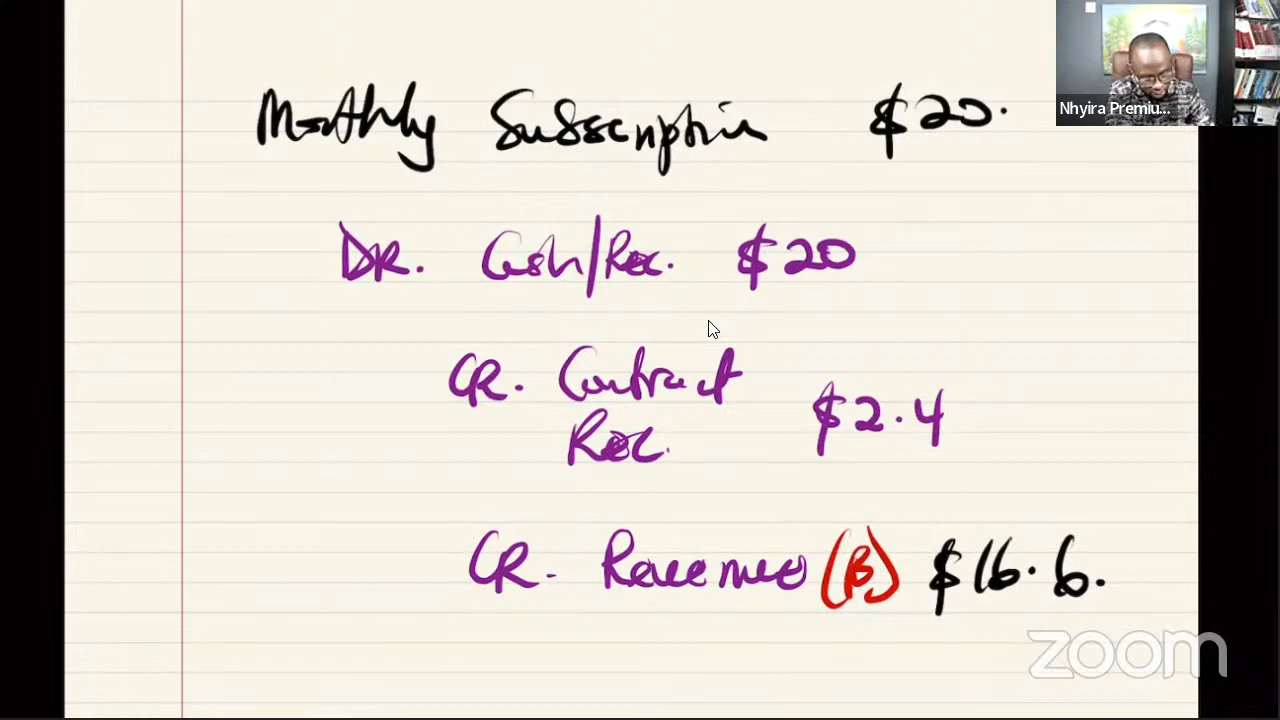 Monthly Subscription $20.
Nhyira Premiu...
DR. Cash/Rec. $20
CR. Contract
Rec. $2.4
CR. Revenue (B) $16.6.
zoom